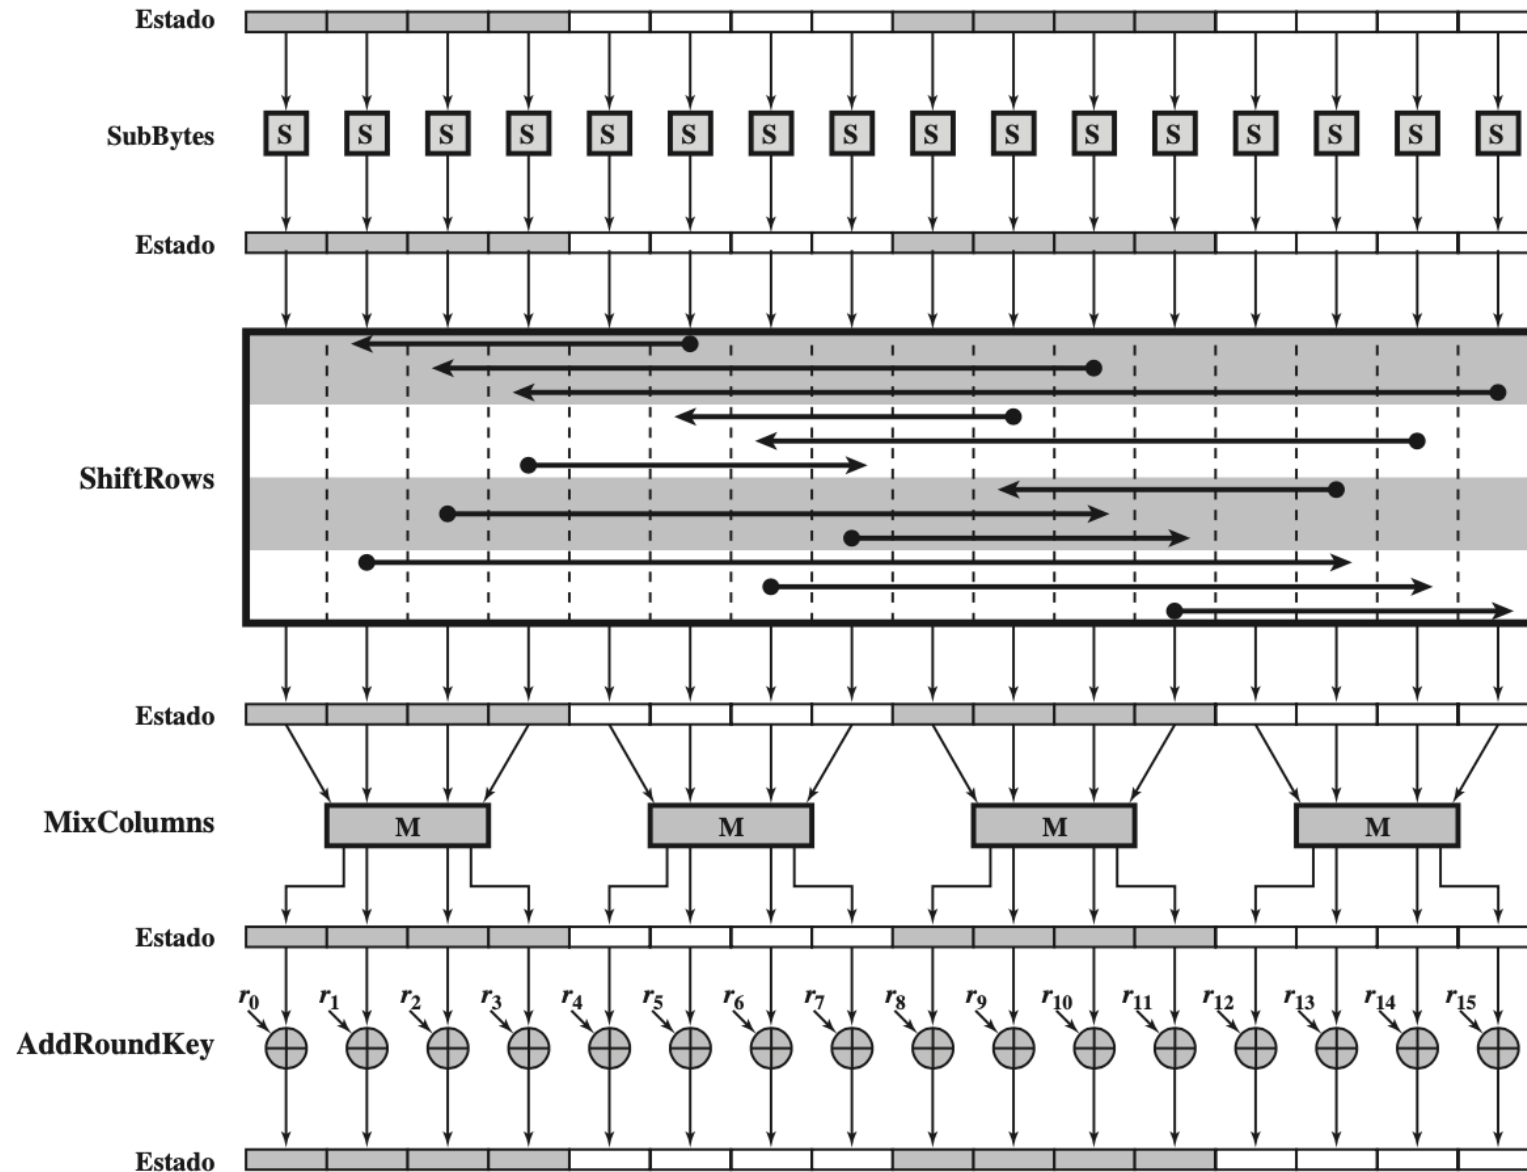 Estado
SubBytes S S S S S S S S S S S S S S S S
Estado
ShiftRows
Estado
MixColumns M M M M
Estado
r0 r1 r2 r3 r4 r5 r6 r7 r8 r9 r10 r11 r12 r13 r14 r15
AddRoundKey
Estado